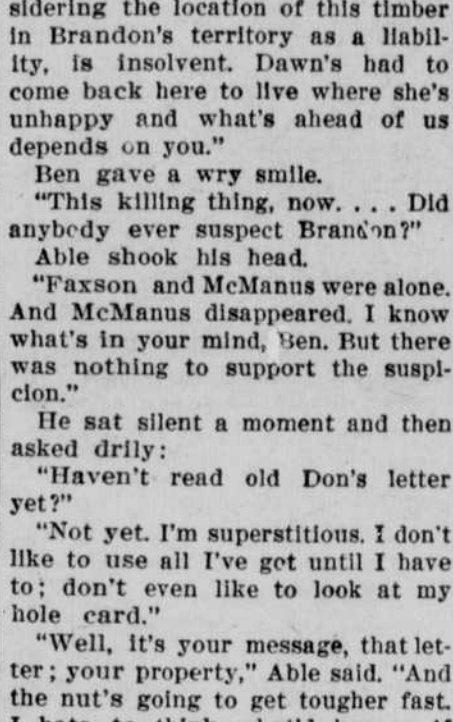 sidering the location of this timber
in Brandon's territory as a liabil-
ity, is insolvent. Dawn's had to
come back here to live where she's
unhappy and what's ahead of us
depends on you."
Ben gave a wry smile.
"This killing thing, now. . . . Did
anybody ever suspect Brandon?"
Able shook his head.
"Faxson and McManus were alone.
And McManus disappeared. I know
what's in your mind, Ben. But there
was nothing to support the suspi-
cion."
He sat silent a moment and then
asked drily:
"Haven't read old Don's letter
yet?"
"Not yet. I'm superstitious. I don't
like to use all I've got until I have
to; don't even like to look at my
hole card."
"Well, it's your message, that let-
ter; your property," Able said. "And
the nut's going to get tougher fast.
I hate to think